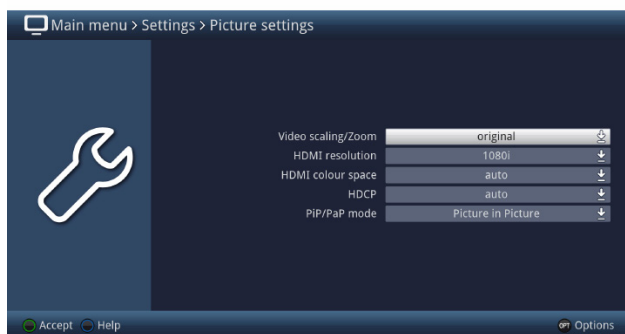 Main menu > Settings > Picture settings
Video scaling/Zoom original
HDMI resolution 1080i
HDMI colour space auto
HDCP auto
PiP/PaP mode Picture in Picture
Accept Help OPT Options